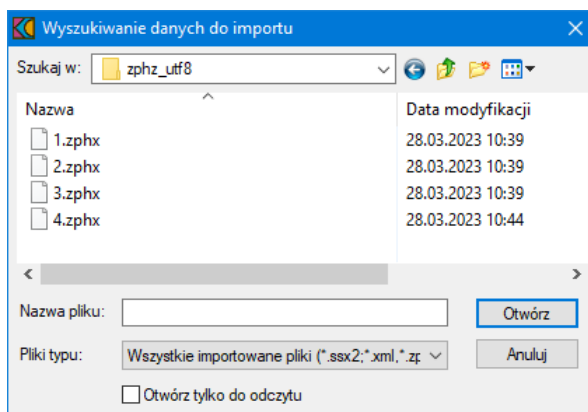 Wyszukiwanie danych do importu
Szukaj w: zphz_utf8
Nazwa Data modyfikacji
1.zphx 28.03.2023 10:39
2.zphx 28.03.2023 10:39
3.zphx 28.03.2023 10:39
4.zphx 28.03.2023 10:44
Nazwa pliku: Otwórz
Pliki typu: Wszystkie importowane pliki (*.ssx2;*.xml,*.zp Anuluj
Otwórz tylko do odczytu